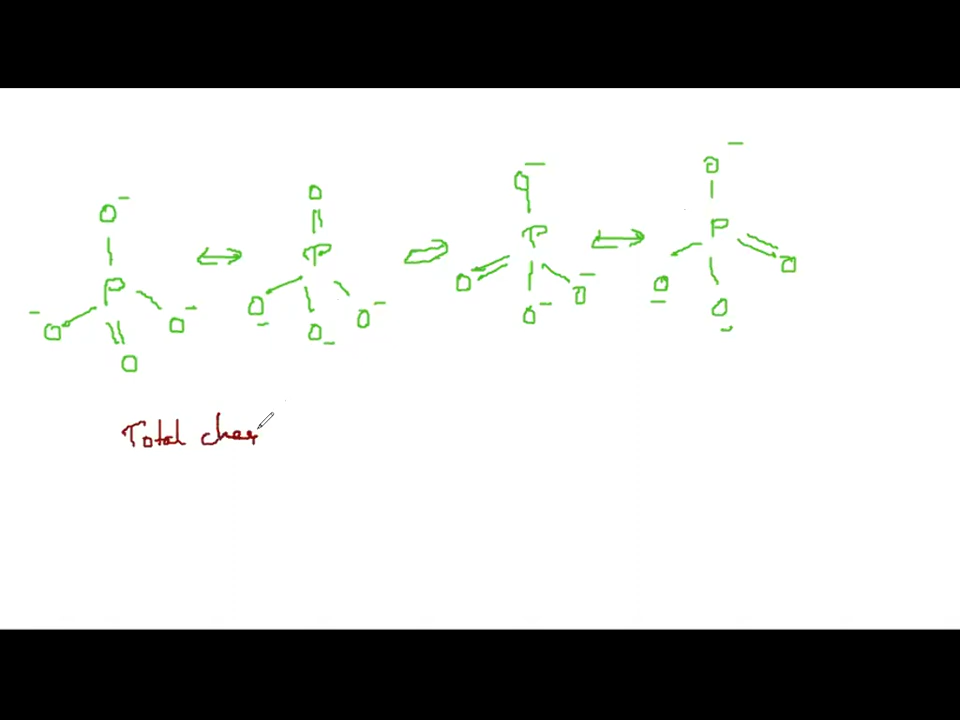 O⁻ O O⁻ O⁻
P P P P
⁻O O⁻ O O⁻ O O⁻ O⁻ O
O O⁻ O⁻ O⁻
Total char